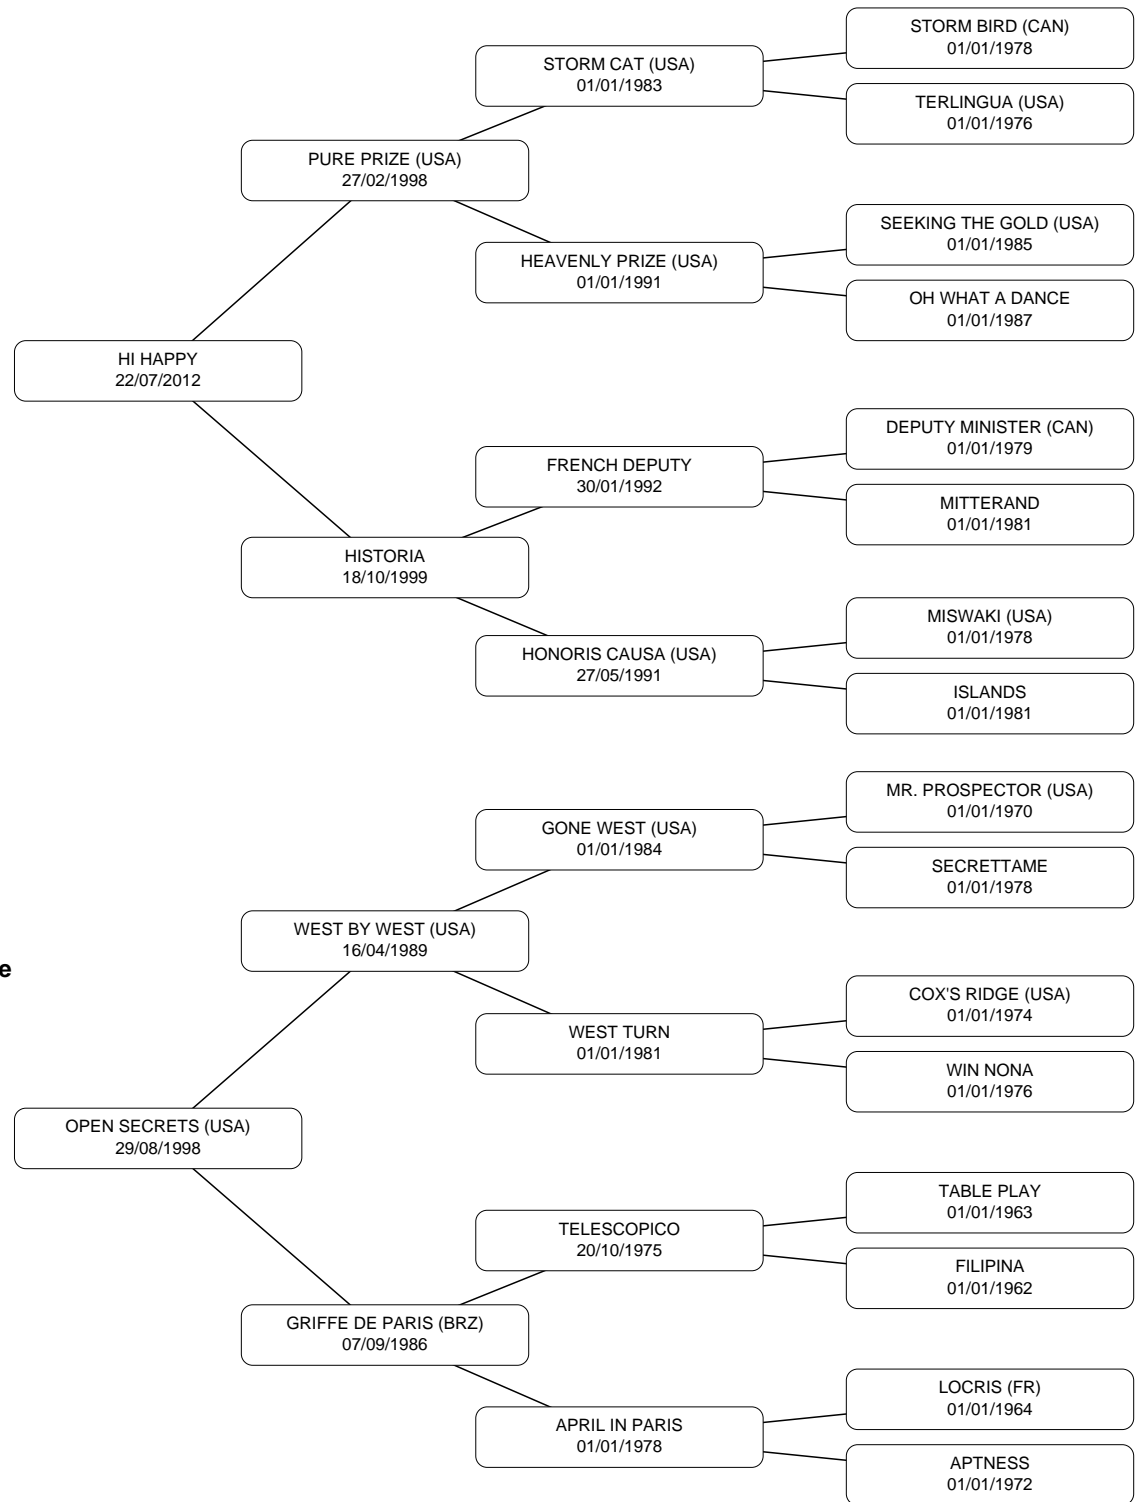 STORM BIRD (CAN)
01/01/1978
STORM CAT (USA)
01/01/1983
TERLINGUA (USA)
01/01/1976
PURE PRIZE (USA)
27/02/1998
SEEKING THE GOLD (USA)
01/01/1985
HEAVENLY PRIZE (USA)
01/01/1991
OH WHAT A DANCE
01/01/1987
HI HAPPY
22/07/2012
DEPUTY MINISTER (CAN)
01/01/1979
FRENCH DEPUTY
30/01/1992
MITTERAND
01/01/1981
HISTORIA
18/10/1999
MISWAKI (USA)
01/01/1978
HONORIS CAUSA (USA)
27/05/1991
ISLANDS
01/01/1981
MR. PROSPECTOR (USA)
01/01/1970
GONE WEST (USA)
01/01/1984
SECRETTAME
01/01/1978
WEST BY WEST (USA)
16/04/1989
e
COX'S RIDGE (USA)
01/01/1974
WEST TURN
01/01/1981
WIN NONA
01/01/1976
OPEN SECRETS (USA)
29/08/1998
TABLE PLAY
01/01/1963
TELESCOPICO
20/10/1975
FILIPINA
01/01/1962
GRIFFE DE PARIS (BRZ)
07/09/1986
LOCRIS (FR)
01/01/1964
APRIL IN PARIS
01/01/1978
APTNESS
01/01/1972